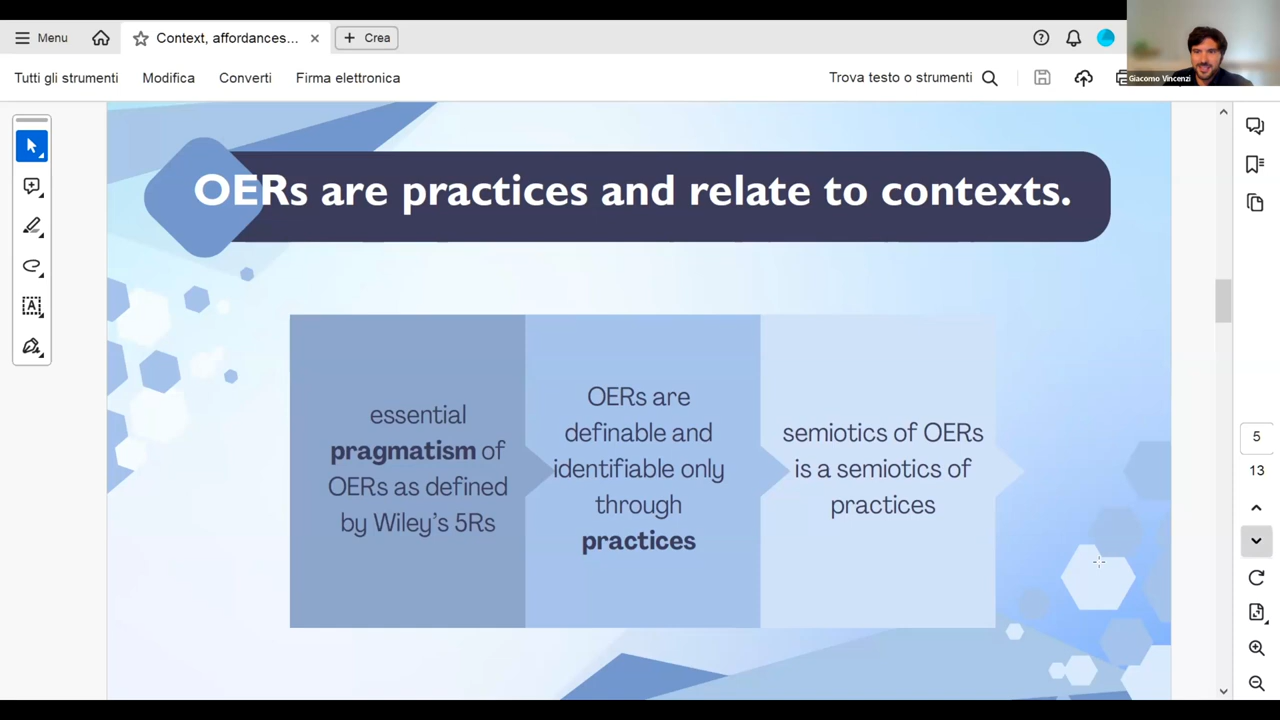 Menu
Context, affordances...
Crea
Giacomo Vincenzi
Tutti gli strumenti
Modifica
Converti
Firma elettronica
Trova testo o strumenti
OERs are practices and relate to contexts.
essential
pragmatism of
OERs as defined
by Wiley's 5Rs
OERs are
definable and
identifiable only
through
practices
semiotics of OERs
is a semiotics of
practices
5
13